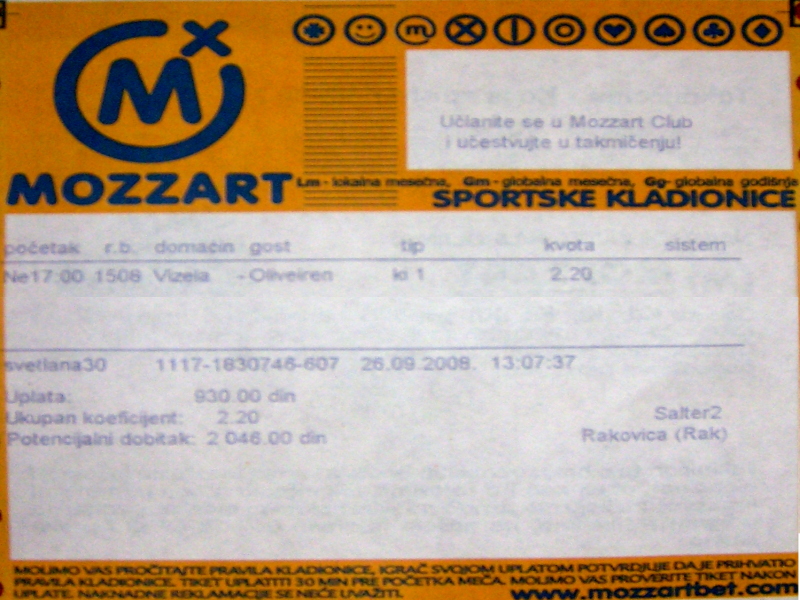 m
M x
Učlanite se u Mozzart Club
i učestvujte u takmičenju!
MOZZART
Lm - lokalna mesečna, Gm - globalna mesečna, Gg- globalna godišnja
SPORTSKE KLADIONICE
početak r.b. domaćin gost tip kvota sistem
Ne17:00 1508 Vizela - Oliveiren ki 1 2.20
svetlana30 1117-1830746-607 26.09.2008. 13:07:37
Uplata: 930.00 din
Ukupan koeficijent: 2.20 Salter2
Potencijalni dobitak: 2 046.00 din Rakovica (Rak)
MOLIMO VAS PROČITAJTE PRAVILA KLADIONICE, IGRAČ SVOJOM UPLATOM POTVRDJUJE DA JE PRIHVATIO
PRAVILA KLADIONICE. TIKET UPLATITI 30 MIN PRE POČETKA MEČA. MOLIMO VAS PROVERITE TIKET NAKON
UPLATE. NAKNADNE REKLAMACIJE SE NEĆE UVAŽITI. www.mozzartbet.com